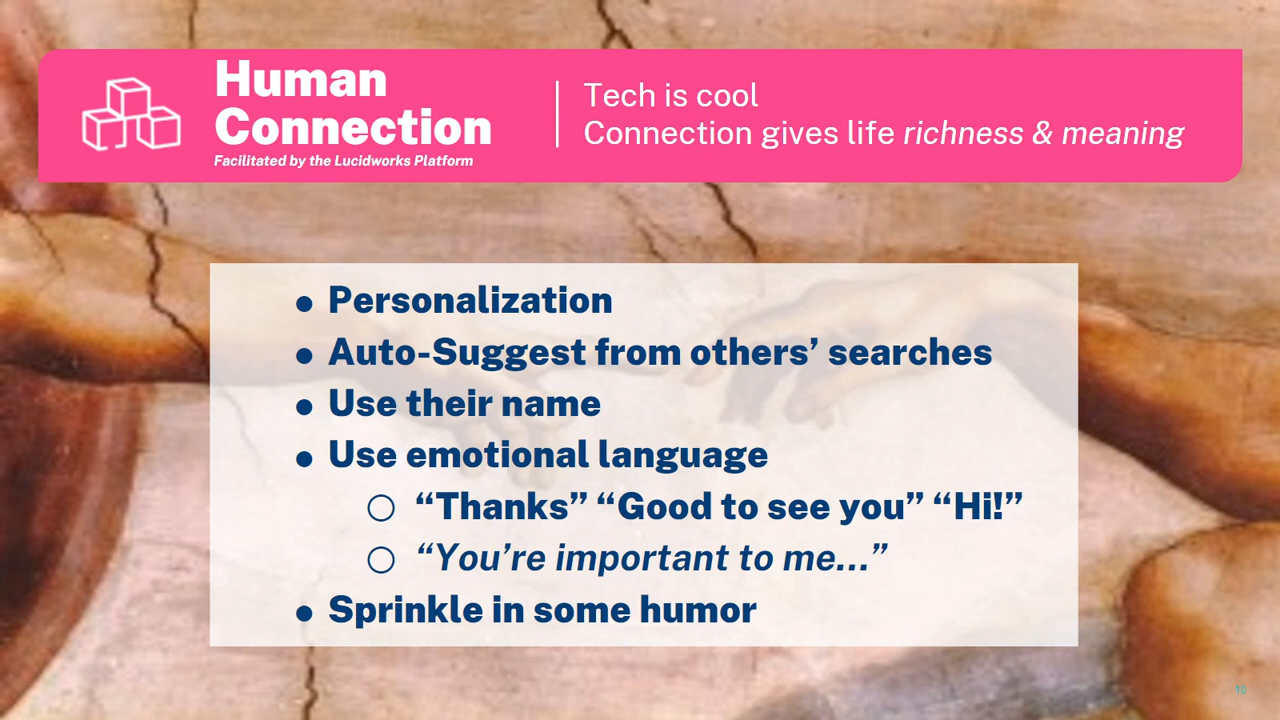 Human
Connection
Facilitated by the Lucidworks Platform
Tech is cool
Connection gives life richness & meaning
● Personalization
● Auto-Suggest from others’ searches
● Use their name
● Use emotional language
○ “Thanks” “Good to see you” “Hi!”
○ “You’re important to me...”
● Sprinkle in some humor